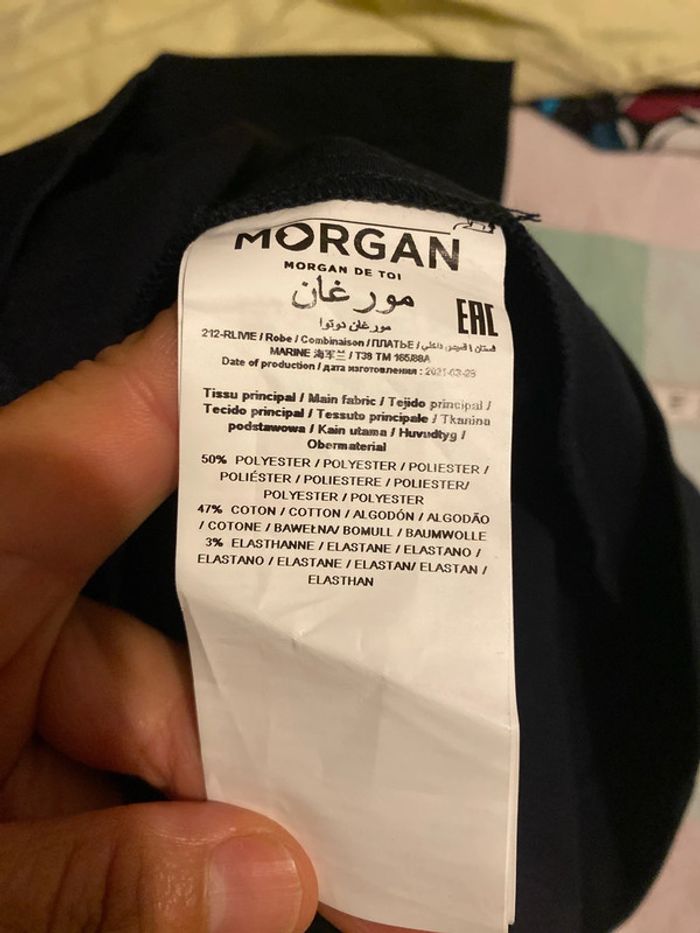 MORGAN
MORGAN DE TOI
مورغان
مورغان دوتوا
EAC
212-RLIVIE / Robe / Combinaison / ПЛАТЬЕ / فستان / قميص داخلي
MARINE 海军兰 / T38 TM 165/88A
Date of production / дата изготовления : 2021-03-29
Tissu principal / Main fabric / Tejido principal /
Tecido principal / Tessuto principale / Tkanina
podstawowa / Kain utama / Huvudtyg /
Obermaterial
50% POLYESTER / POLYESTER / POLIESTER /
POLIÉSTER / POLIESTERE / POLIESTER/
POLYESTER / POLYESTER
47% COTON / COTTON / ALGODÓN / ALGODÃO
/ COTONE / BAWEŁNA/ BOMULL / BAUMWOLLE
3% ELASTHANNE / ELASTANE / ELASTANO /
ELASTANO / ELASTANE / ELASTAN/ ELASTAN /
ELASTHAN